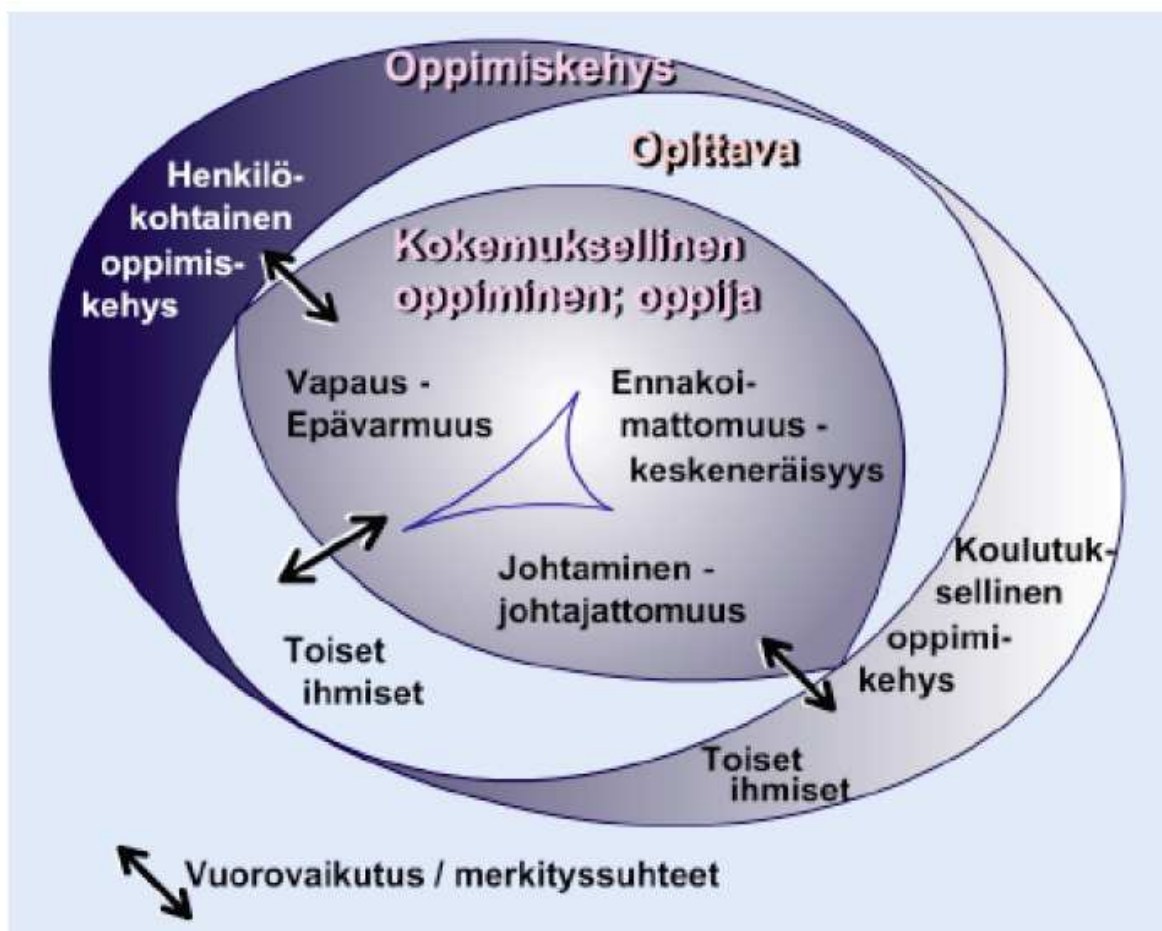 Oppimiskehys
Opittava
Henkilö-
kohtainen
oppimis-
kehys
Kokemuksellinen
oppiminen; oppija
Vapaus -
Epävarmuus
Ennakoi-
mattomuus -
keskeneräisyys
Johtaminen -
johtajattomuus
Koulutuk-
sellinen
oppimi-
kehys
Toiset
ihmiset
Toiset
ihmiset
Vuorovaikutus / merkityssuhteet